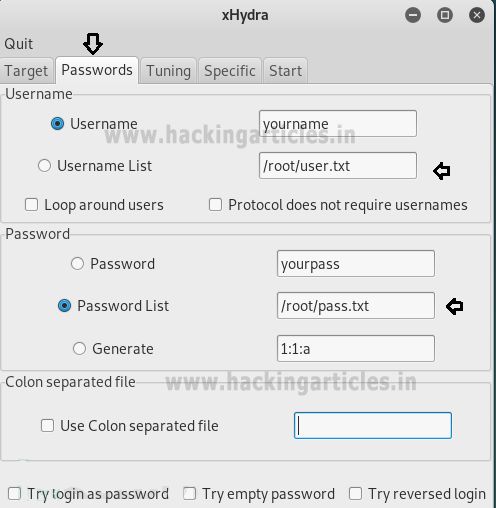 xHydra
Quit
Target Passwords Tuning Specific Start
Username
Username yourname
www.hackingarticles.in
Username List /root/user.txt
Loop around users Protocol does not require usernames
Password
Password yourpass
Password List /root/pass.txt
Generate 1:1:a
www.hackingarticles.in
Colon separated file
Use Colon separated file
Try login as password Try empty password Try reversed login